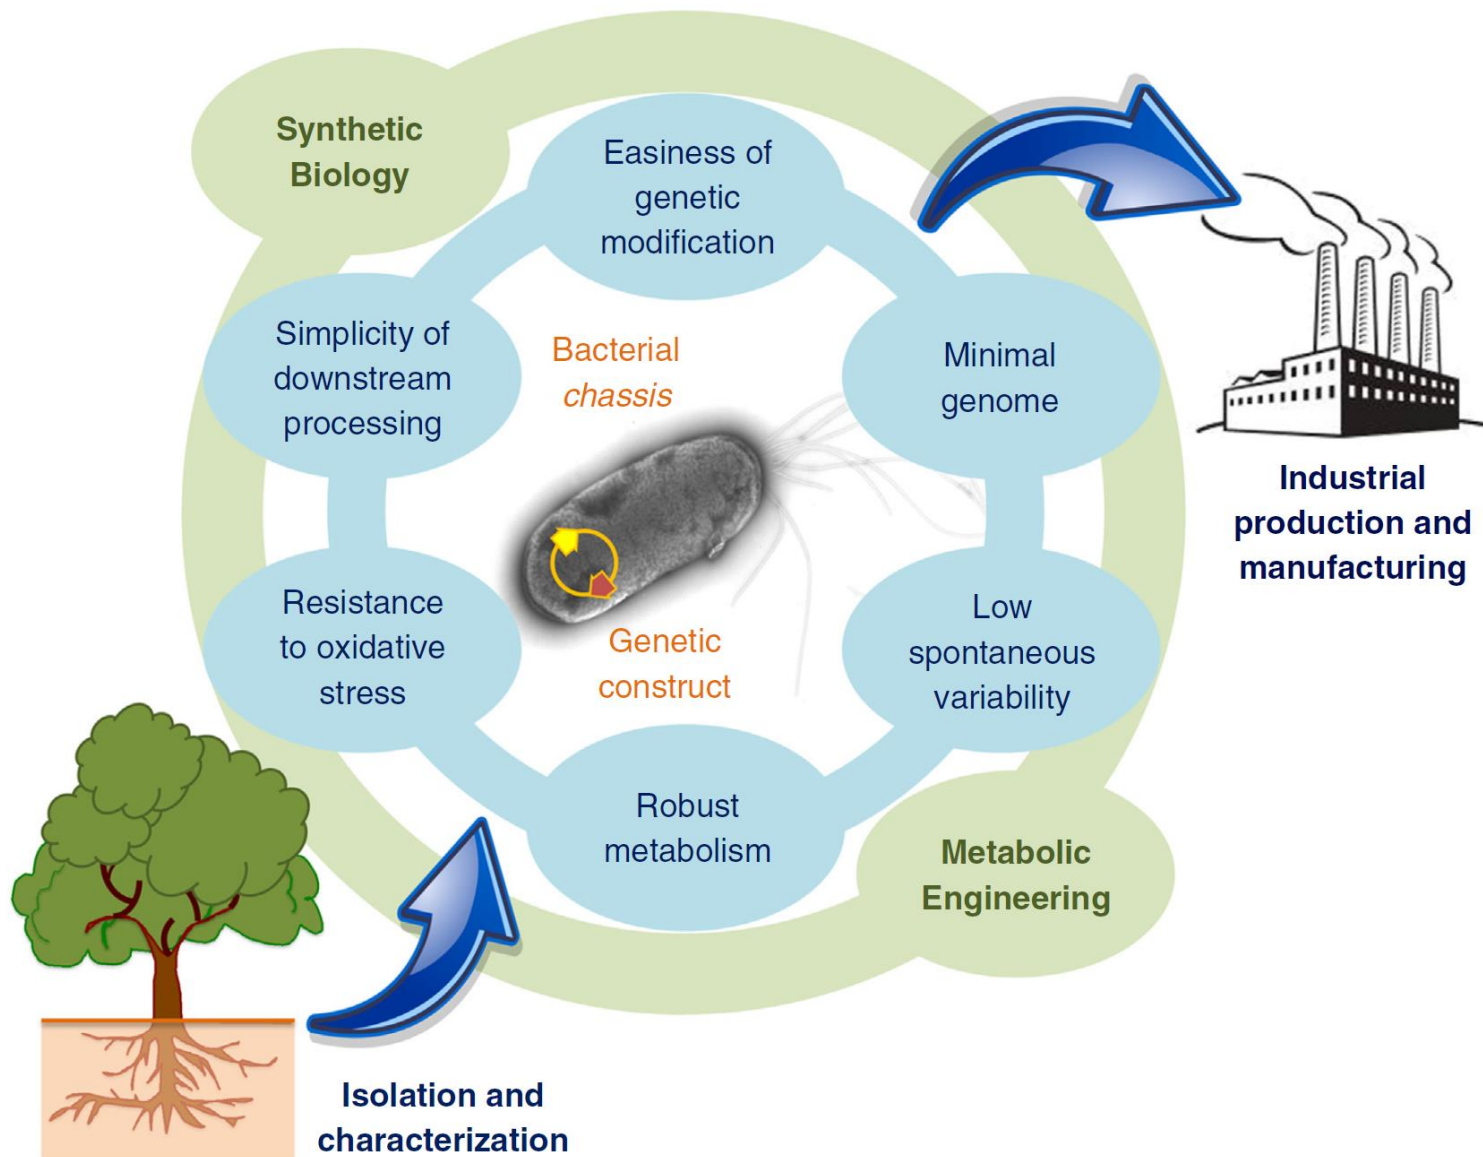 Synthetic
Biology
Easiness of
genetic
modification
Simplicity of
downstream
processing
Bacterial
chassis
Minimal
genome
Industrial
production and
manufacturing
Resistance
to oxidative
stress
Genetic
construct
Low
spontaneous
variability
Robust
metabolism
Metabolic
Engineering
Isolation and
characterization